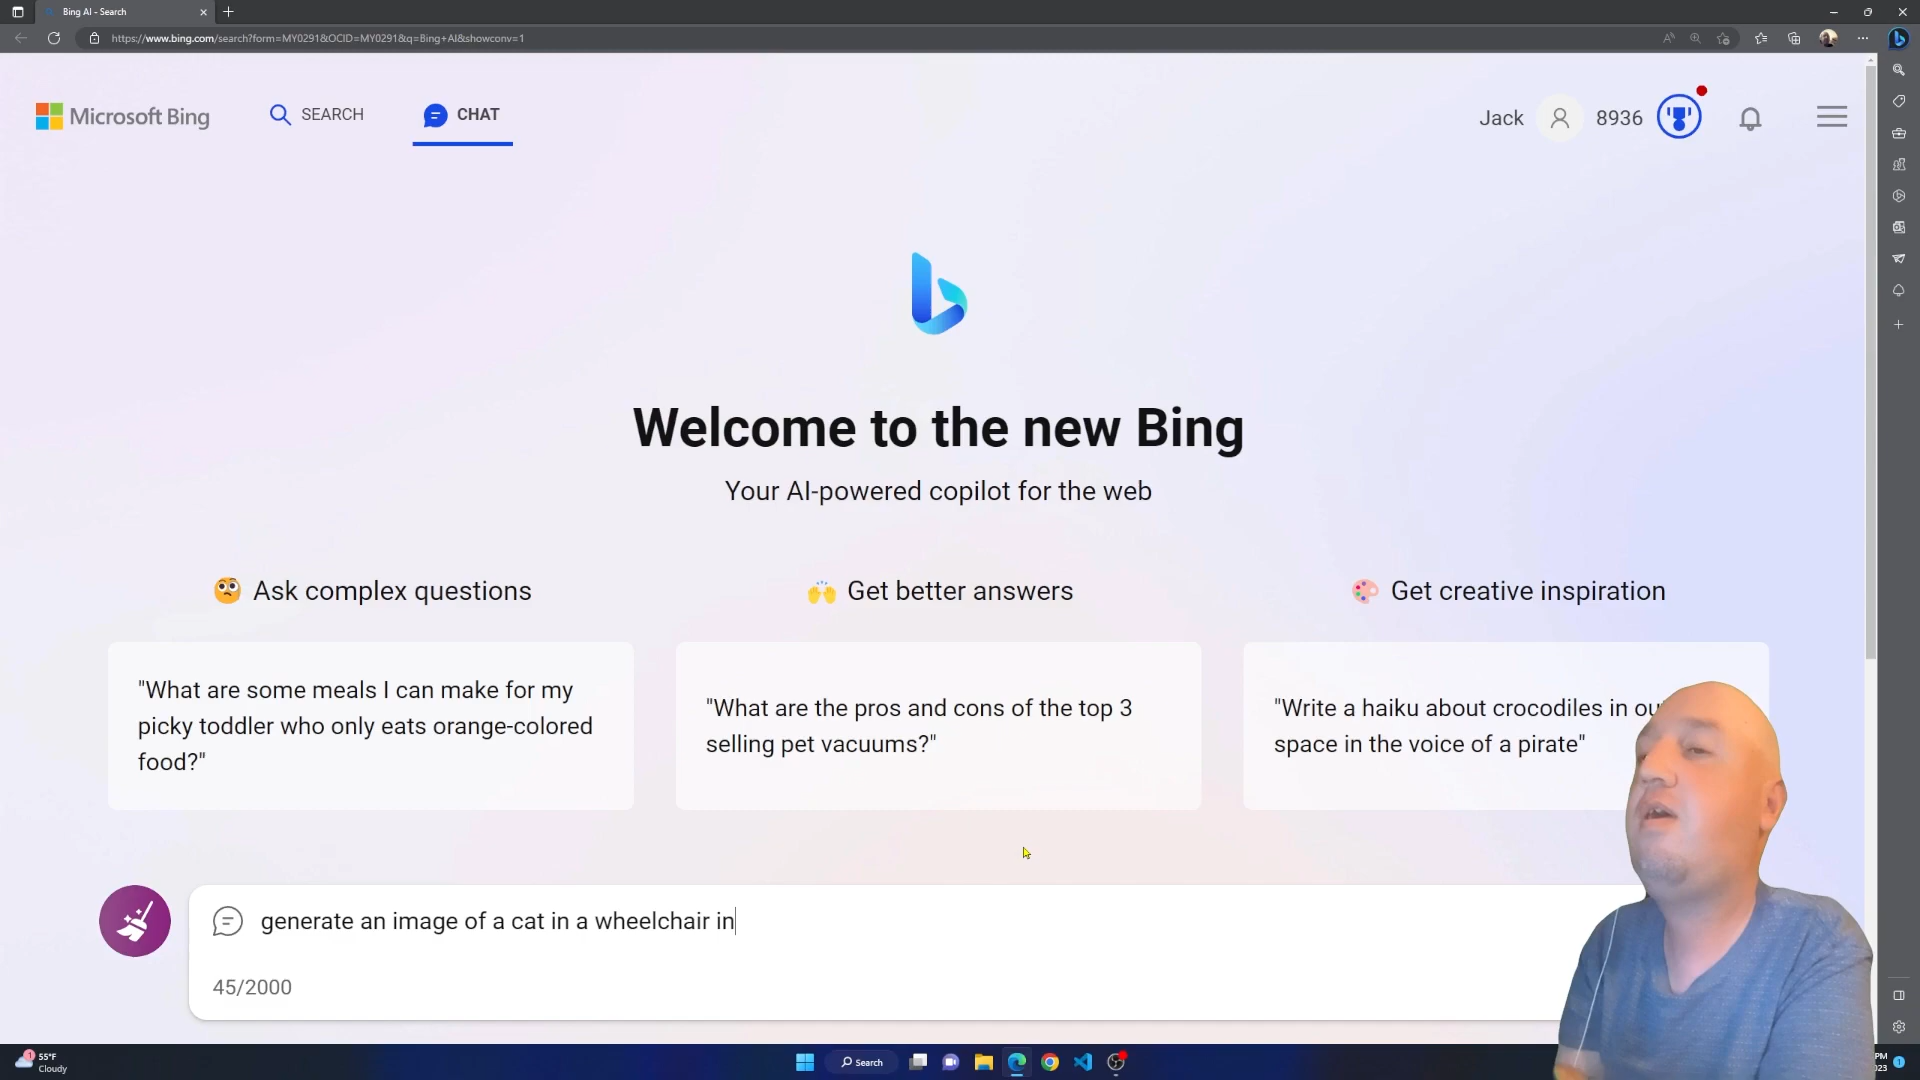 Bing AI - Search
https://www.bing.com/search?form=MY0291&OCID=MY0291&q=Bing+AI&showconv=1
Microsoft Bing
SEARCH
CHAT
Jack
8936
Welcome to the new Bing
Your AI-powered copilot for the web
🧐 Ask complex questions
🙌 Get better answers
🎨 Get creative inspiration
"What are some meals I can make for my
picky toddler who only eats orange-colored
food?"
"What are the pros and cons of the top 3
selling pet vacuums?"
"Write a haiku about crocodiles in
space in the voice of a pirate"
generate an image of a cat in a wheelchair in
45/2000
1
55°F
Cloudy
Search
PM
1